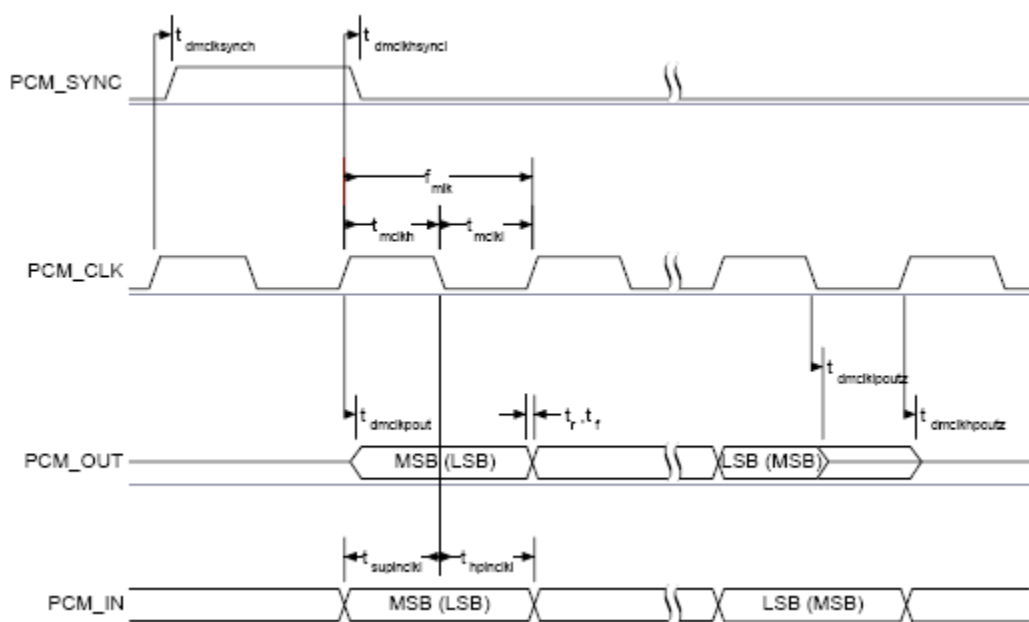 t dmclksynch
t dmclkhsyncl
PCM_SYNC
f mlk
t mclkh
t mclkl
PCM_CLK
t dmclklpoutz
t dmclkpout
t r ,t f
t dmclkhpoutz
PCM_OUT
MSB (LSB)
LSB (MSB)
t supinclkl
t hpinclkl
PCM_IN
MSB (LSB)
LSB (MSB)